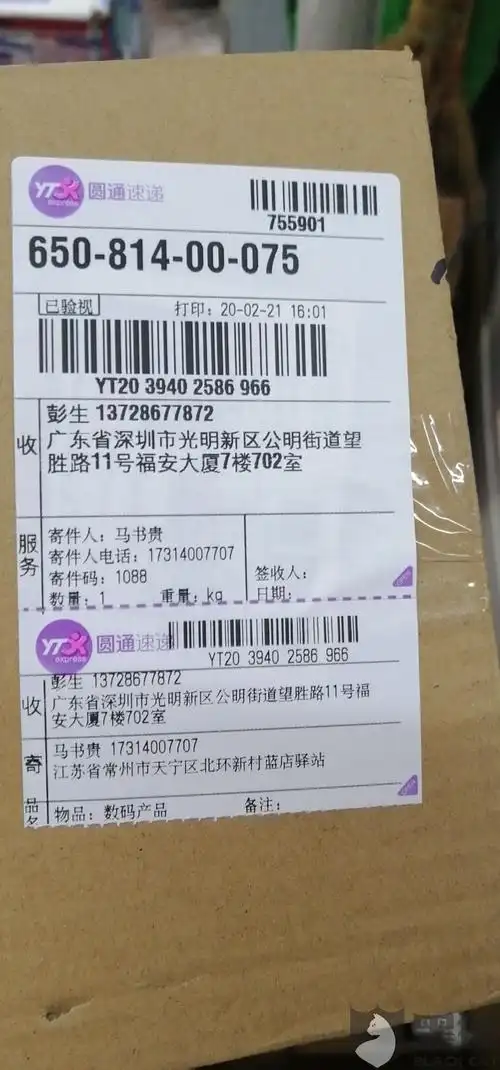 YTO express 圆通速递
755901
650-814-00-075
已验视 打印：20-02-21 16:01
YT20 3940 2586 966
收
彭生 13728677872
广东省深圳市光明新区公明街道望
胜路11号福安大厦7楼702室
服务
寄件人：马书贵
寄件人电话：17314007707
寄件码：1088
数量：1 重量：kg
签收人：
日期：
YTO express 圆通速递
YT20 3940 2586 966
收
彭生 13728677872
广东省深圳市光明新区公明街道望胜路11号福
安大厦7楼702室
寄
马书贵 17314007707
江苏省常州市天宁区北环新村蓝店驿站
品名
物品：数码产品 备注：